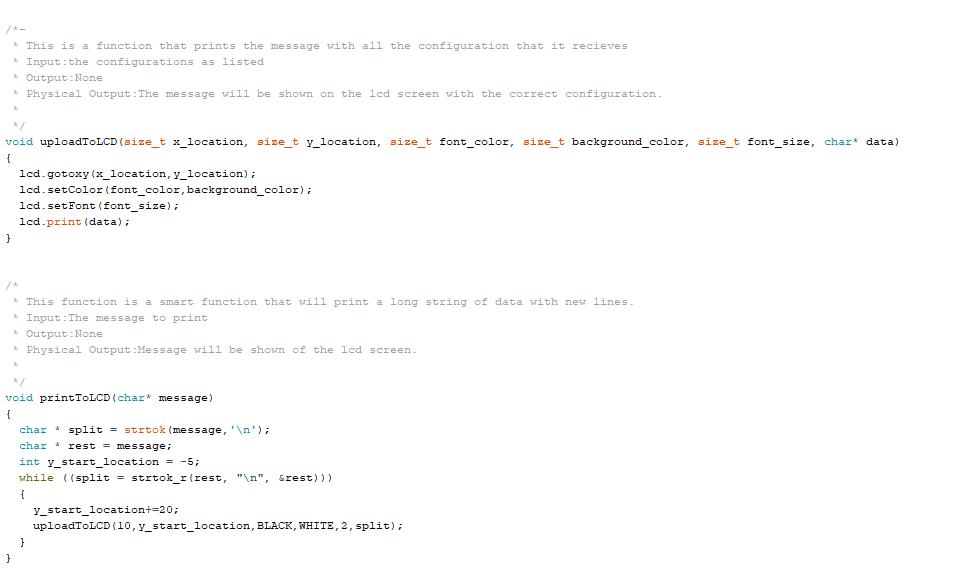 /*-
 * This is a function that prints the message with all the configuration that it recieves
 * Input:the configurations as listed
 * Output:None
 * Physical Output:The message will be shown on the lcd screen with the correct configuration.
 *
 */
void uploadToLCD(size_t x_location, size_t y_location, size_t font_color, size_t background_color, size_t font_size, char* data)
{
  lcd.gotoxy(x_location,y_location);
  lcd.setColor(font_color,background_color);
  lcd.setFont(font_size);
  lcd.print(data);
}
/*
 * This function is a smart function that will print a long string of data with new lines.
 * Input:The message to print
 * Output:None
 * Physical Output:Message will be shown of the lcd screen.
 *
 */
void printToLCD(char* message)
{
  char * split = strtok(message,'\n');
  char * rest = message;
  int y_start_location = -5;
  while ((split = strtok_r(rest, "\n", &rest)))
  {
    y_start_location+=20;
    uploadToLCD(10,y_start_location,BLACK,WHITE,2,split);
  }
}